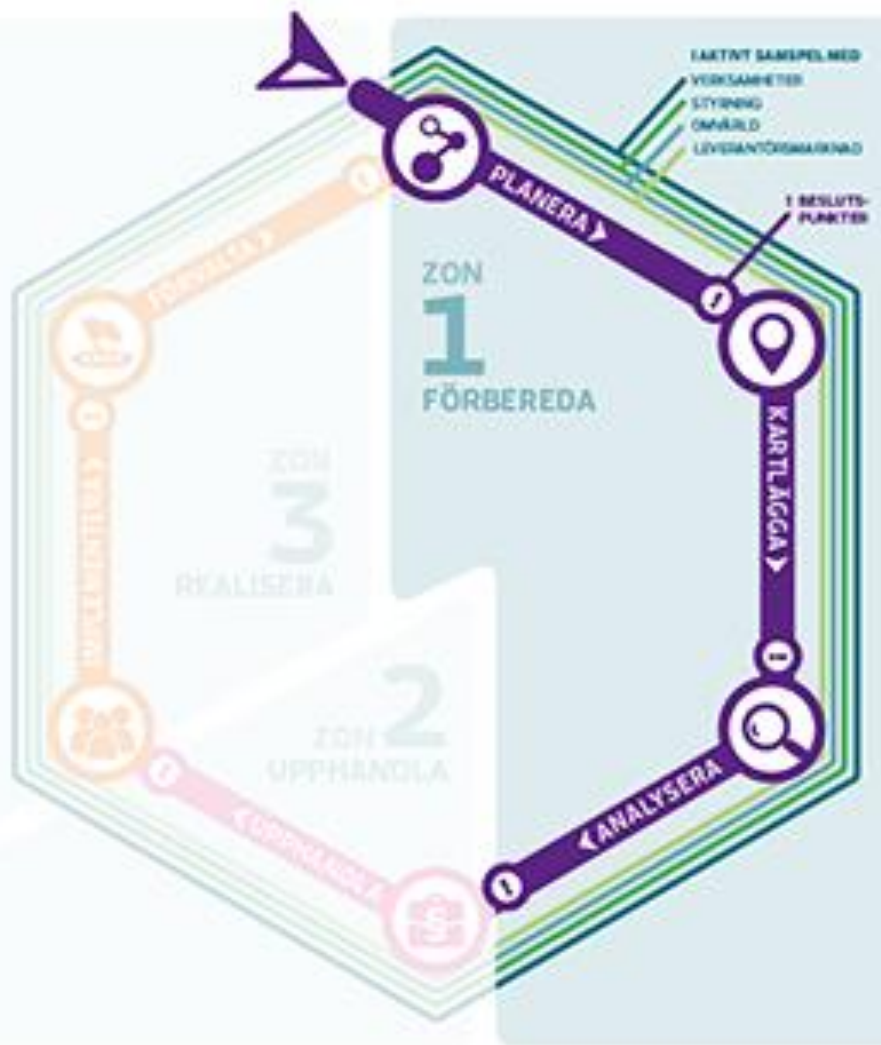 I AKTIVT SAMSPEL MED
VERKSAMHETER
STYRNING
OMVÄRLD
LEVERANTÖRSMARKNAD
! BESLUTS-
PUNKTER
PLANERA
ZON
1
FÖRBEREDA
KARTLÄGGA
ANALYSERA
ZON 2
UPPHANDLA
UPPHANDLA
ZON
3
REALISERA
IMPLEMENTERA
FÖRVALTA